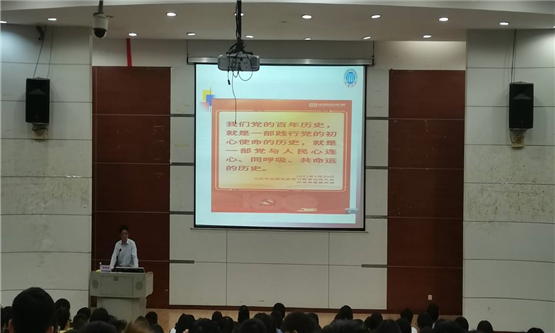 我们党的百年历史，
就是一部践行党的初
心使命的历史，就是
一部党与人民心连
心、同呼吸、共命运
的历史。